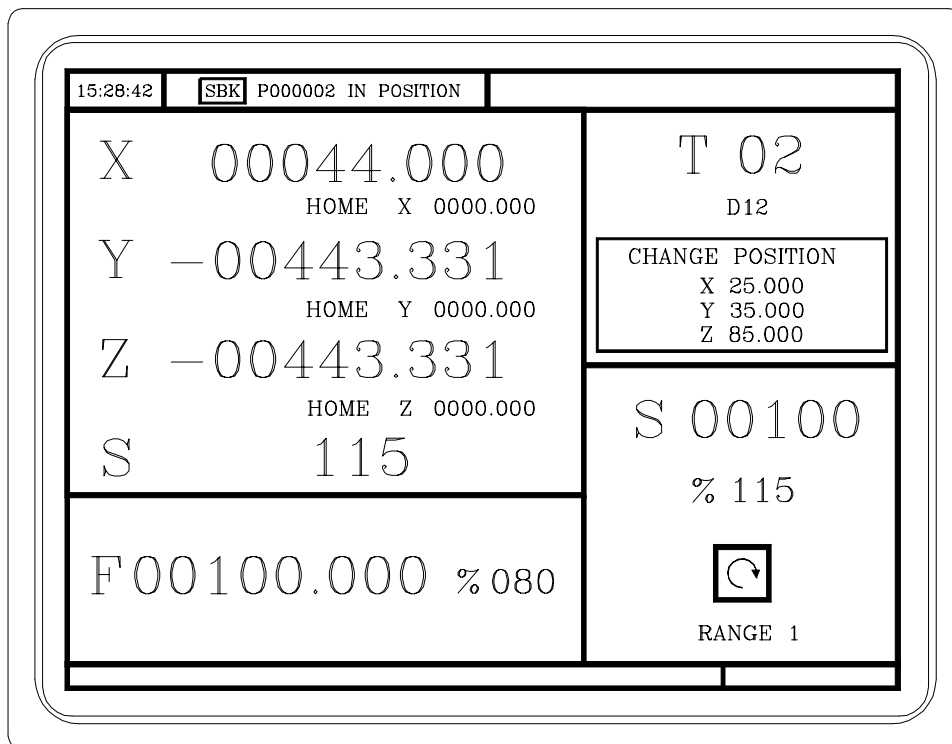 15:28:42 SBK P000002 IN POSITION
X 00044.000
HOME X 0000.000
Y -00443.331
HOME Y 0000.000
Z -00443.331
HOME Z 0000.000
S 115
F00100.000 %080
T 02
D12
CHANGE POSITION
X 25.000
Y 35.000
Z 85.000
S 00100
% 115
RANGE 1